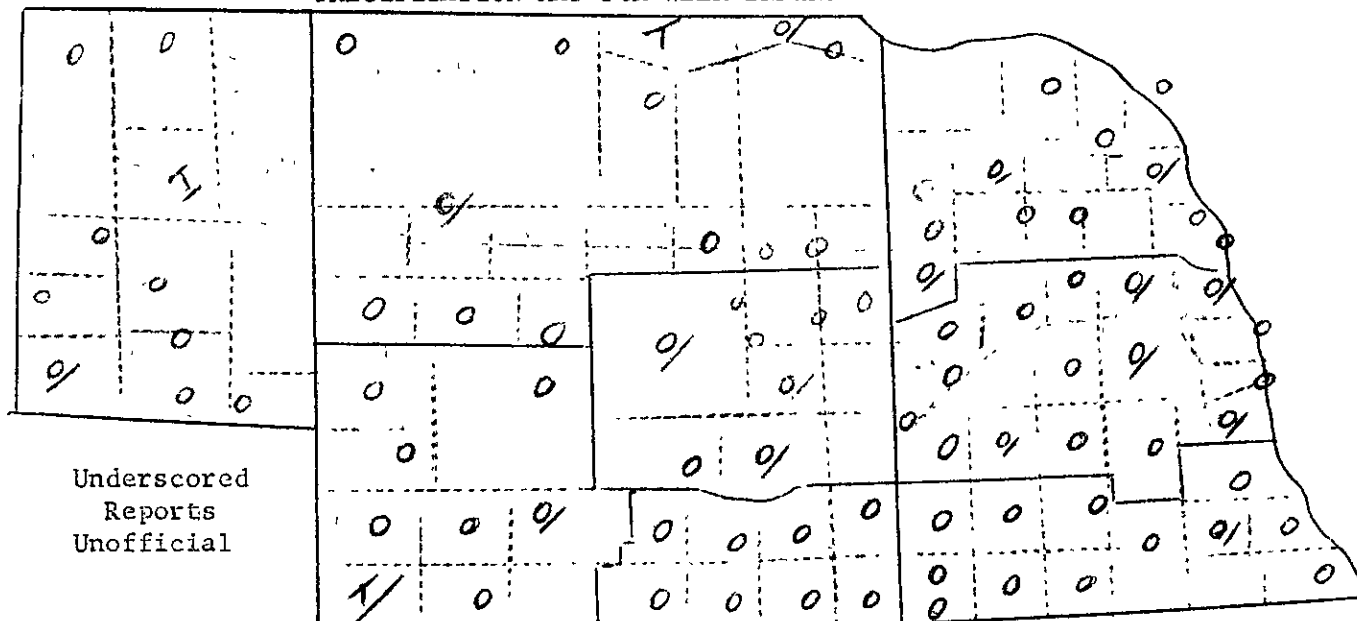 T O/
O O O O O
O O O
O
T O/ O/
O/ O O O
O O O O O O
O/ O O/
O O O O/
O O O O O O O
O O O O/ O/ O O
O/ O O O/ O O
O O O O/
O O/ O O/ O O
O O/ O
Underscored
Reports
Unofficial
O O O/ O O O O O O O
O O/ O
T/ O O O O O O O O O
O